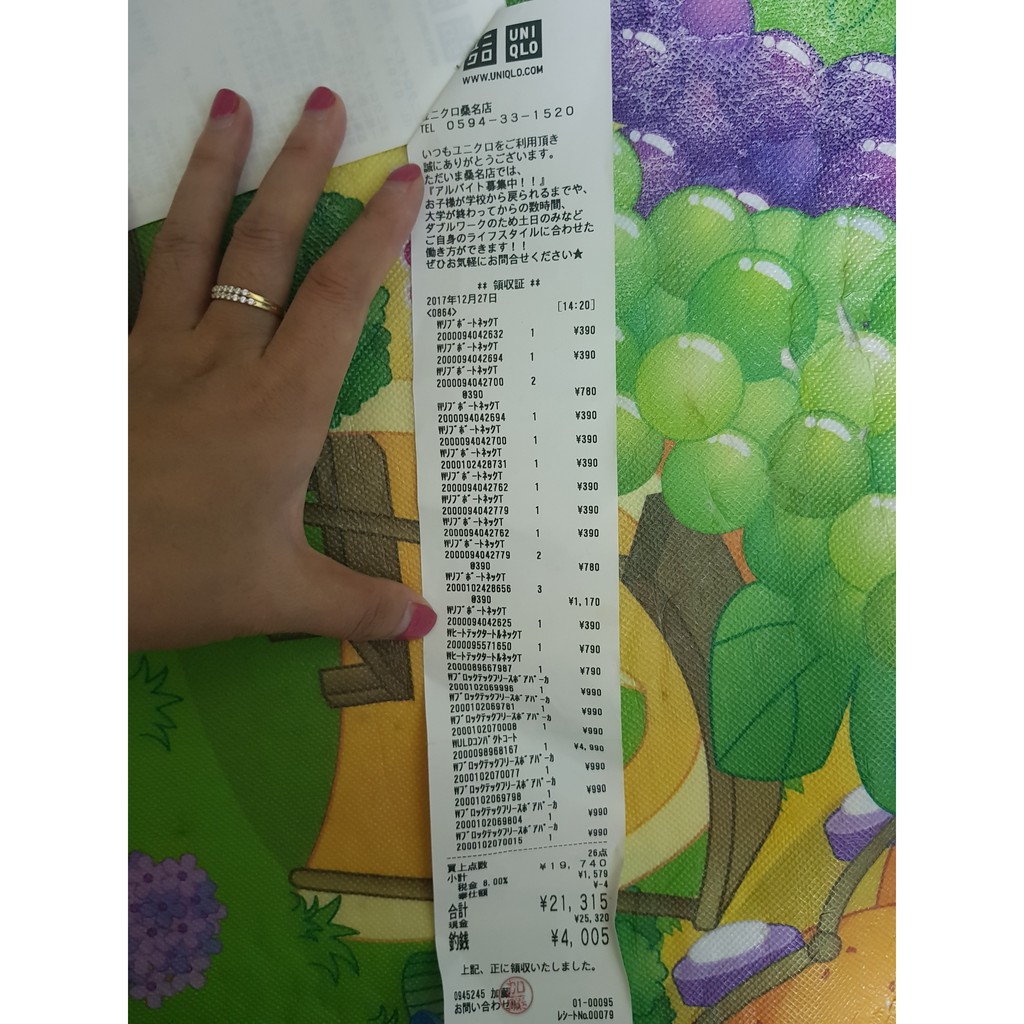 UNI
QLO
WWW.UNIQLO.COM
ユニクロ桑名店
TEL 0594-33-1520
いつもユニクロをご利用頂き
誠にありがとうございます。
ただいま桑名店では、
『アルバイト募集中!!』
お子様が学校から戻られるまでや、
大学が終わってからの数時間、
ダブルワークのため土日のみなど
ご自身のライフスタイルに合わせた
働き方ができます!!
ぜひお気軽にお問合せください★
** 領収証 **
2017年12月27日 [14:20]
<0864>
WリブボートネックT
2000094042632 1 ¥390
WリブボートネックT
2000094042694 1 ¥390
WリブボートネックT
2000094042700 2
@390 ¥780
WリブボートネックT
2000094042694 1 ¥390
Wリブボートネックト
2000094042700 1 ¥390
Wリブボートネックト
2000102428731 1 ¥390
WリブボートネックT
2000094042762 1 ¥390
WリブボートネックT
2000094042779 1 ¥390
WリブボートネックT
2000094042762 1 ¥390
WリブボートネックT
2000094042779 2
@390 ¥780
WリブボートネックT
2000102428656 3
@390 ¥1,170
WリブボートネックT
2000094042625 1 ¥390
WヒートテックタートルネックT
2000095571650 1 ¥790
WヒートテックタートルネックT
2000089667987 1 ¥790
Wブロックテックフリースボアパーカ
2000102069996 1 ¥990
Wブロックテックフリースボアパーカ
2000102069781 1 ¥990
Wブロックテックフリースボアパーカ
2000102070008 1 ¥990
WULDコンパクトコート
2000098968167 1 ¥4,990
Wブロックテックフリースボアパーカ
2000102070077 1 ¥990
Wブロックテックフリースボアパーカ
2000102069798 1 ¥990
Wブロックテックフリースボアパーカ
2000102069804 1 ¥990
Wブロックテックフリースボアパーカ
2000102070015 1 ¥990
買上点数 26点
小計 ¥19,740
税金 8.00% ¥1,579
奉仕額 ¥-4
合計 ¥21,315
現金 ¥25,320
釣銭 ¥4,005
上記、正に領収いたしました。
0945245 加藤 01-00095
お問い合わせNo. レシートNo.00079